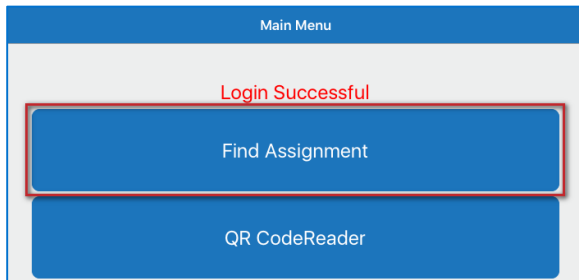 Main Menu
Login Successful
Find Assignment
QR CodeReader